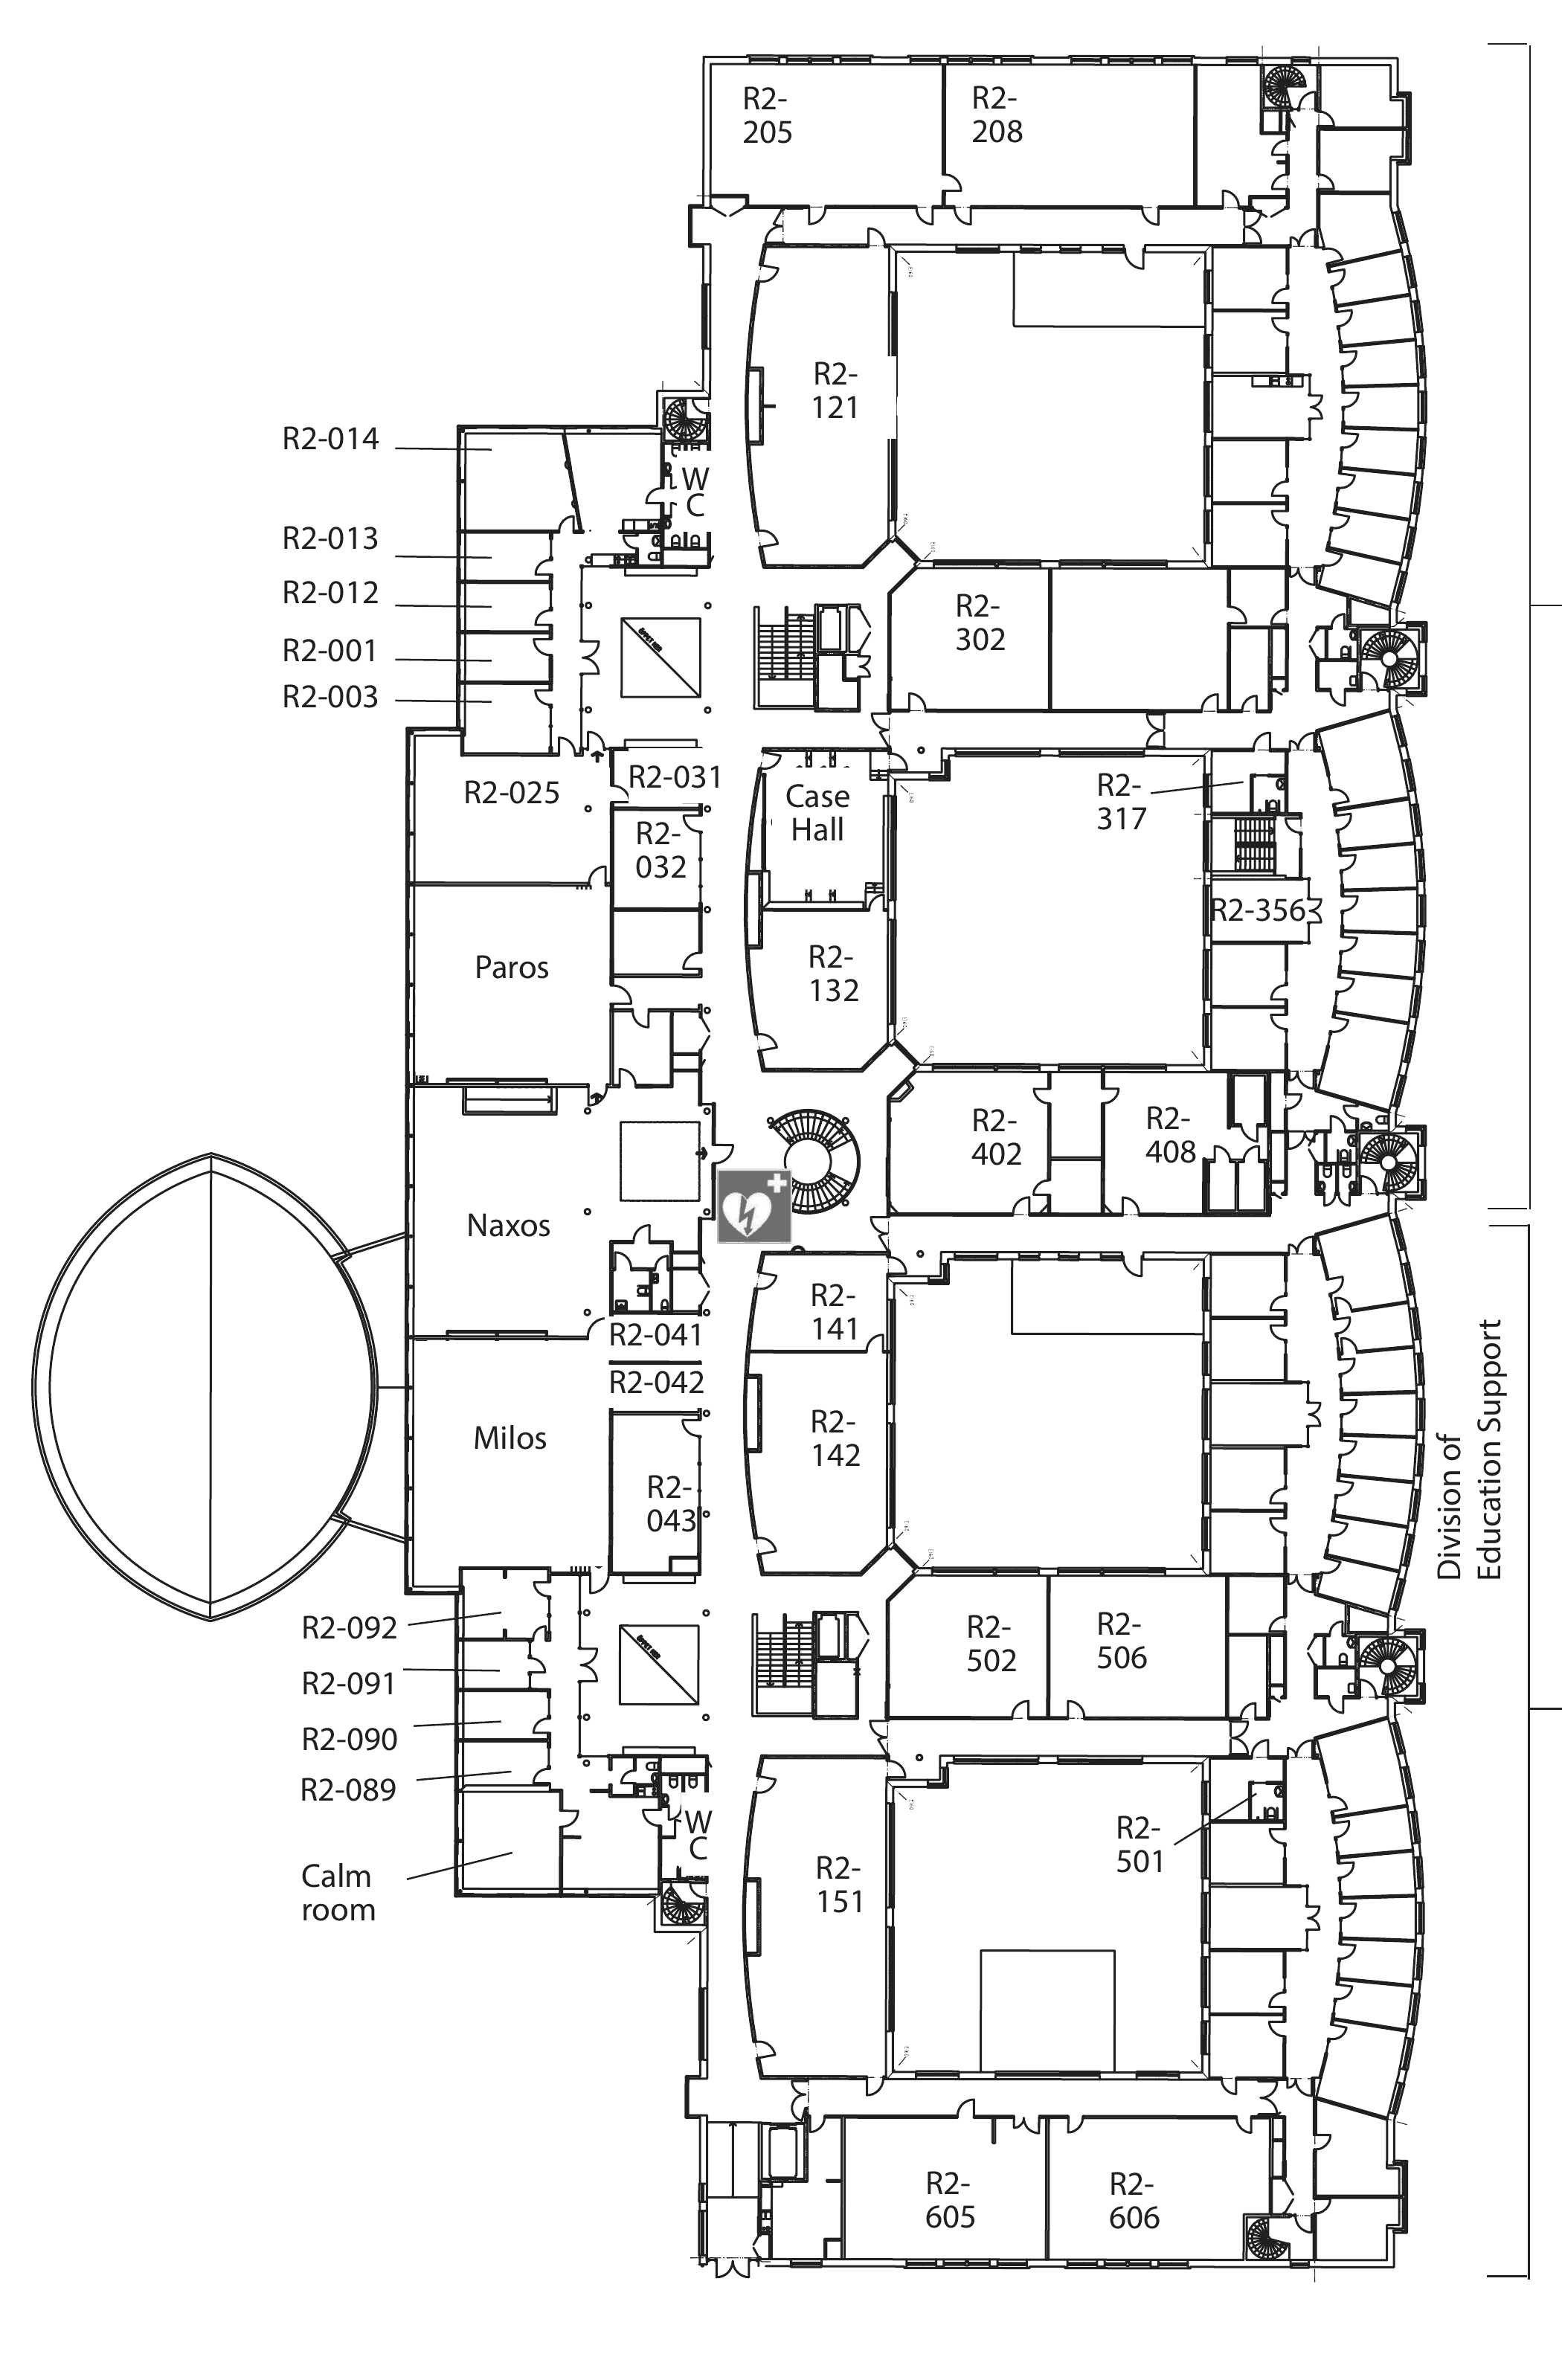 R2-
205
R2-
208
R2-
121
R2-014
W
C
R2-013
R2-012
R2-001
R2-003
R2-
302
R2-025
R2-031
Case
Hall
R2-
317
R2-
032
R2-356
Paros
R2-
132
R2-
402
R2-
408
Naxos
R2-
141
R2-041
R2-042
R2-
142
Milos
R2-
043
Division of
Education Support
R2-092
R2-091
R2-090
R2-089
R2-
502
R2-
506
W
C
R2-
501
Calm
room
R2-
151
R2-
605
R2-
606